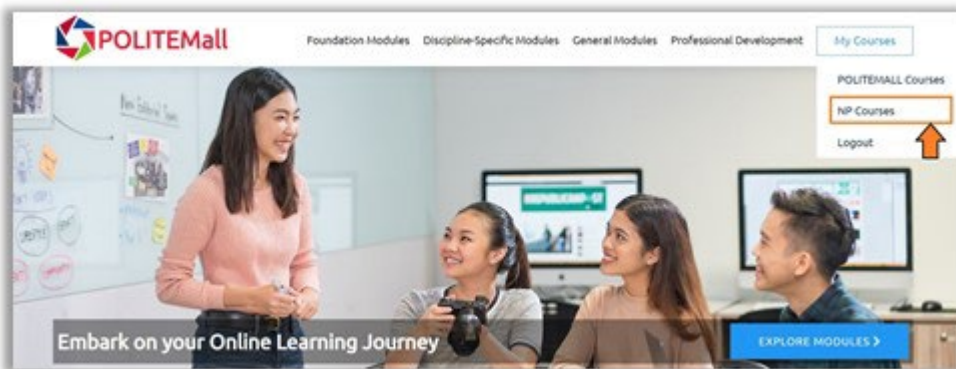 POLITEMall
Foundation Modules Discipline-Specific Modules General Modules Professional Development My Courses
POLITEMALL Courses
NP Courses
Logout
Embark on your Online Learning Journey
EXPLORE MODULES >